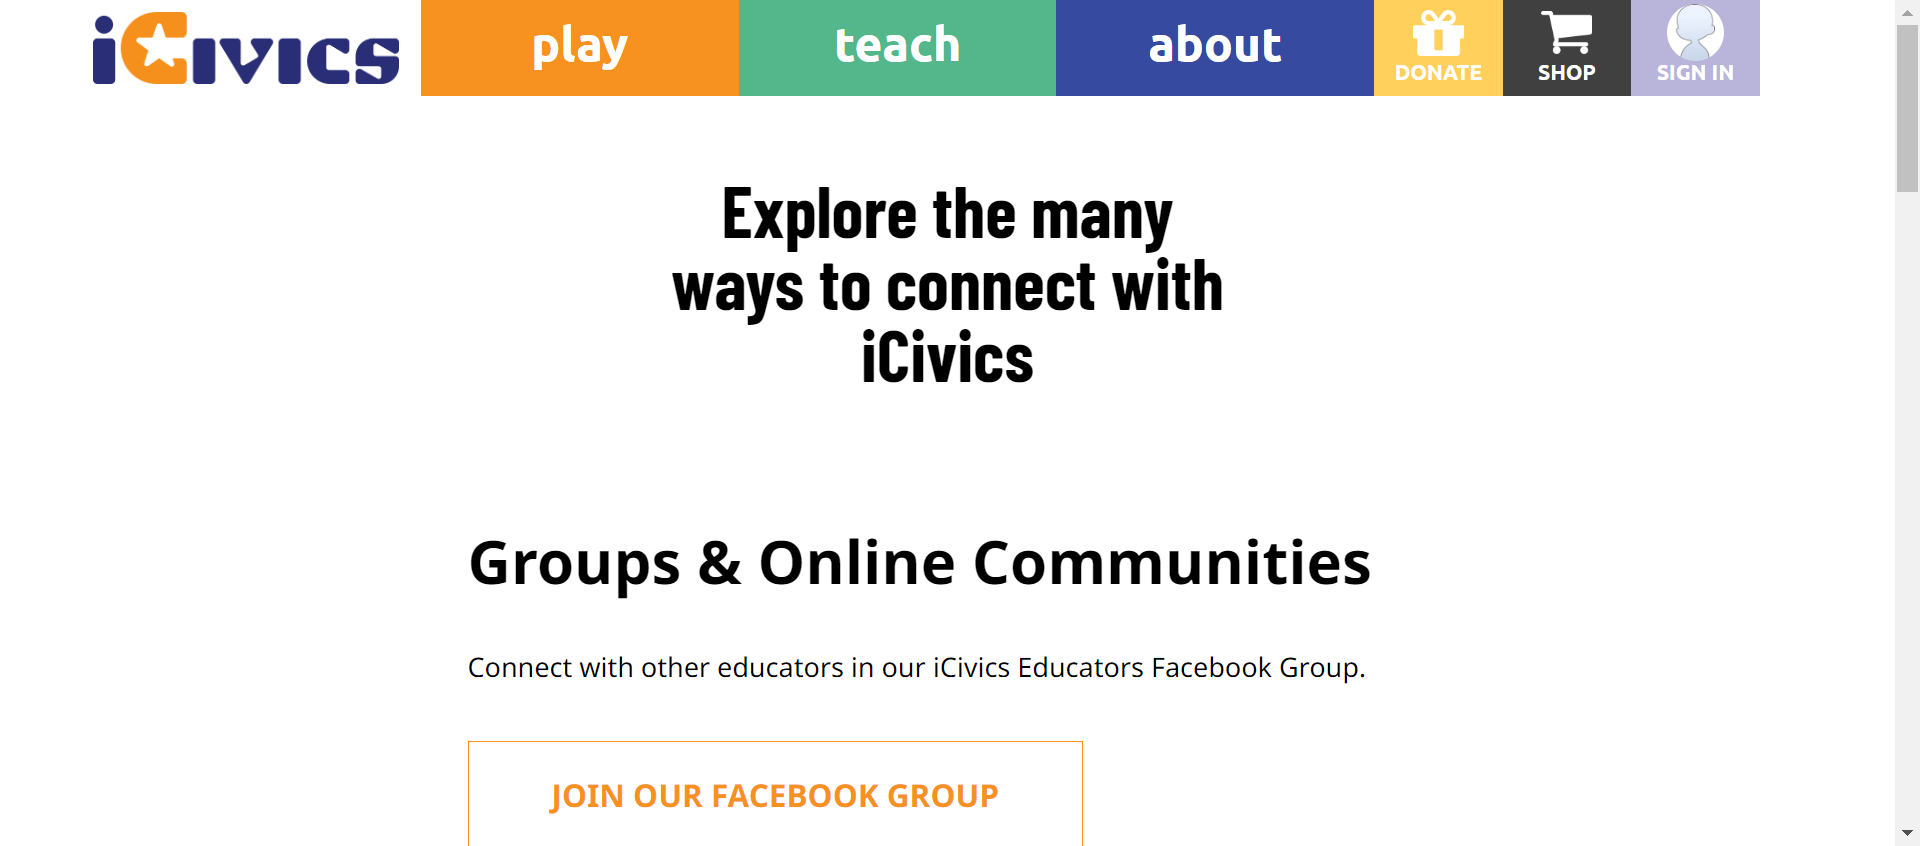 iCivics
play
teach
about
DONATE
SHOP
SIGN IN
Explore the many
ways to connect with
iCivics
Groups & Online Communities
Connect with other educators in our iCivics Educators Facebook Group.
JOIN OUR FACEBOOK GROUP